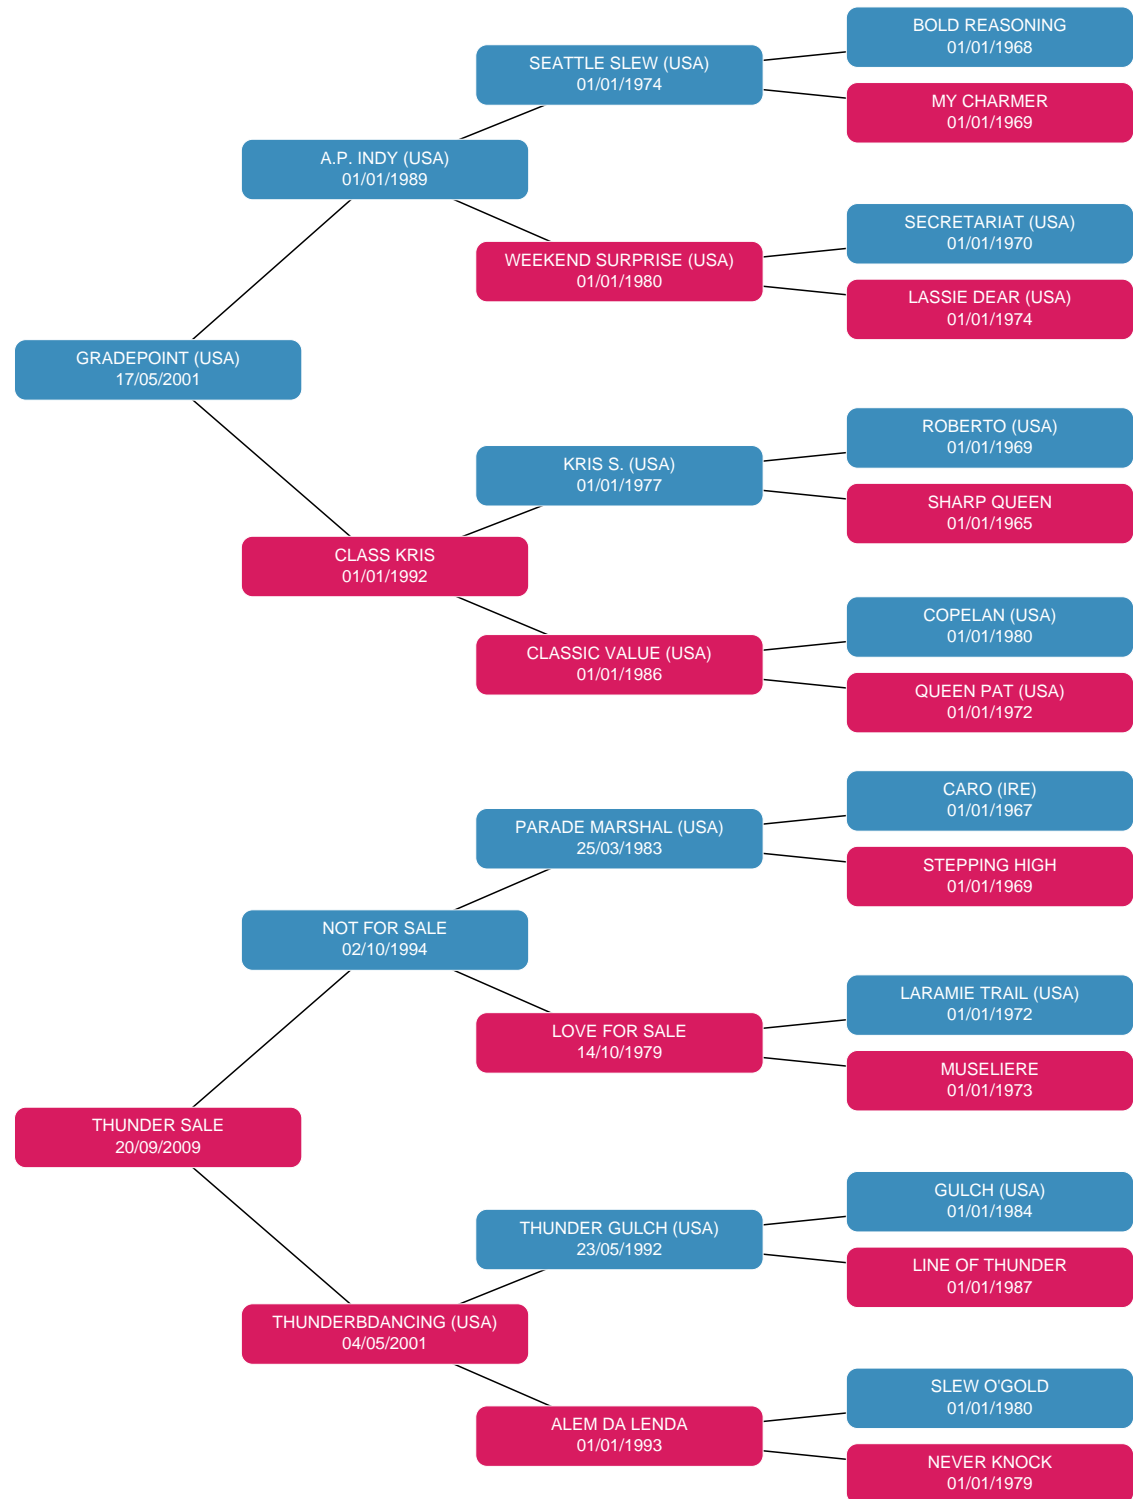 BOLD REASONING
01/01/1968
SEATTLE SLEW (USA)
01/01/1974
MY CHARMER
01/01/1969
A.P. INDY (USA)
01/01/1989
SECRETARIAT (USA)
01/01/1970
WEEKEND SURPRISE (USA)
01/01/1980
LASSIE DEAR (USA)
01/01/1974
GRADEPOINT (USA)
17/05/2001
ROBERTO (USA)
01/01/1969
KRIS S. (USA)
01/01/1977
SHARP QUEEN
01/01/1965
CLASS KRIS
01/01/1992
COPELAN (USA)
01/01/1980
CLASSIC VALUE (USA)
01/01/1986
QUEEN PAT (USA)
01/01/1972
CARO (IRE)
01/01/1967
PARADE MARSHAL (USA)
25/03/1983
STEPPING HIGH
01/01/1969
NOT FOR SALE
02/10/1994
LARAMIE TRAIL (USA)
01/01/1972
LOVE FOR SALE
14/10/1979
MUSELIERE
01/01/1973
THUNDER SALE
20/09/2009
GULCH (USA)
01/01/1984
THUNDER GULCH (USA)
23/05/1992
LINE OF THUNDER
01/01/1987
THUNDERBDANCING (USA)
04/05/2001
SLEW O'GOLD
01/01/1980
ALEM DA LENDA
01/01/1993
NEVER KNOCK
01/01/1979